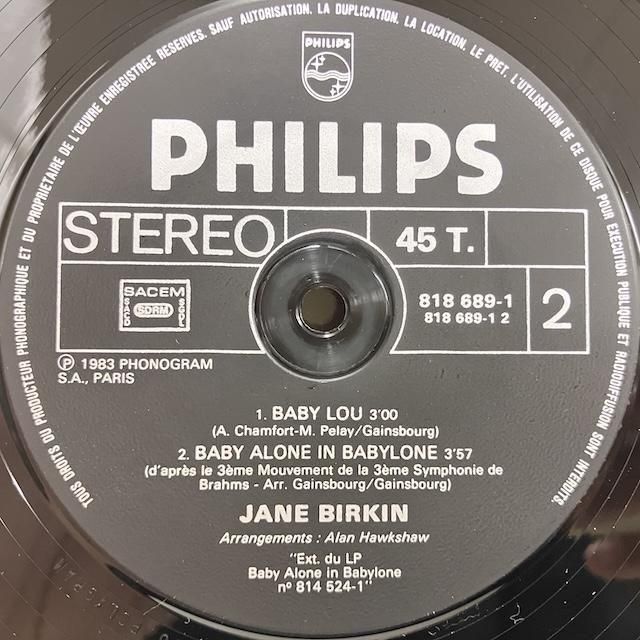 TOUS DROITS DU PRODUCTEUR PHONOGRAPHIQUE ET DU PROPRIETAIRE DE L'ŒUVRE ENREGISTREE RESERVES. SAUF AUTORISATION. LA DUPLICATION, LA LOCATION, LE PRET, L'UTILISATION DE CE DISQUE POUR EXECUTION PUBLIQUE ET RADIODIFFUSION SONT INTERDITS.
PHILIPS
PHILIPS
STEREO
45 T.
SACEM
SACD
SDRM
SCDL
818 689-1
818 689-1 2
2
Ⓟ 1983 PHONOGRAM
S.A., PARIS
1. BABY LOU 3'00
(A. Chamfort-M. Pelay/Gainsbourg)
2. BABY ALONE IN BABYLONE 3'57
(d'après le 3ème Mouvement de la 3ème Symphonie de
Brahms - Arr. Gainsbourg/Gainsbourg)
JANE BIRKIN
Arrangements : Alan Hawkshaw
"Ext. du LP
Baby Alone in Babylone
n° 814 524-1"